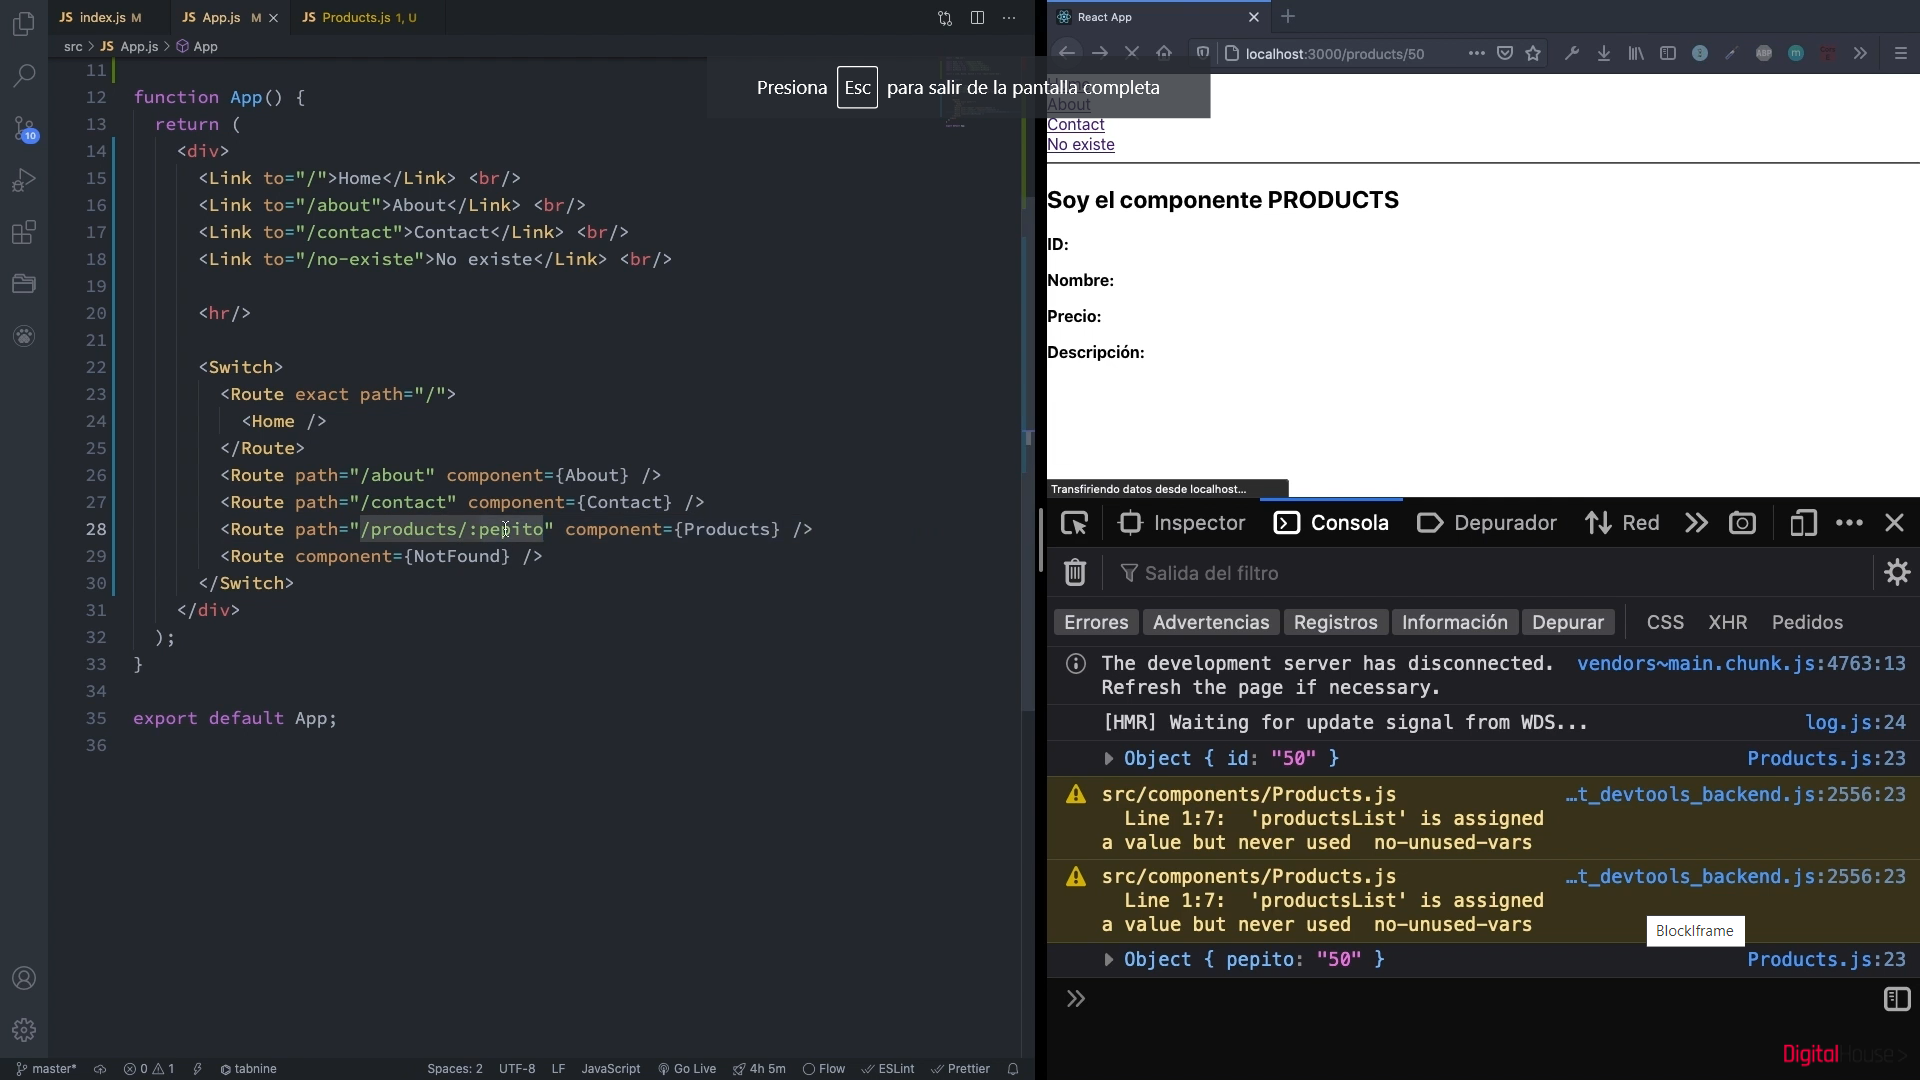 JS index.js M
JS App.js M
JS Products.js 1, U
src > JS App.js > App
11
12 function App() {
13 return (
14 <div>
15 <Link to="/">Home</Link> <br/>
16 <Link to="/about">About</Link> <br/>
17 <Link to="/contact">Contact</Link> <br/>
18 <Link to="/no-existe">No existe</Link> <br/>
19
20 <hr/>
21
22 <Switch>
23 <Route exact path="/">
24 <Home />
25 </Route>
26 <Route path="/about" component={About} />
27 <Route path="/contact" component={Contact} />
28 <Route path="/products/:pepito" component={Products} />
29 <Route component={NotFound} />
30 </Switch>
31 </div>
32 );
33 }
34
35 export default App;
36
10
master* 0 1 tabnine Spaces: 2 UTF-8 LF JavaScript Go Live 4h 5m Flow ESLint Prettier
Presiona Esc para salir de la pantalla completa
React App
localhost:3000/products/50
ABP
About
Contact
No existe
Soy el componente PRODUCTS
ID:
Nombre:
Precio:
Descripción:
Transfiriendo datos desde localhost...
Inspector Consola Depurador Red
Salida del filtro
Errores Advertencias Registros Información Depurar CSS XHR Pedidos
The development server has disconnected. vendors~main.chunk.js:4763:13
Refresh the page if necessary.
[HMR] Waiting for update signal from WDS... log.js:24
Object { id: "50" } Products.js:23
src/components/Products.js …t_devtools_backend.js:2556:23
Line 1:7: 'productsList' is assigned
a value but never used no-unused-vars
src/components/Products.js …t_devtools_backend.js:2556:23
Line 1:7: 'productsList' is assigned
a value but never used no-unused-vars
BlockIframe
Object { pepito: "50" } Products.js:23
DigitalHouse>